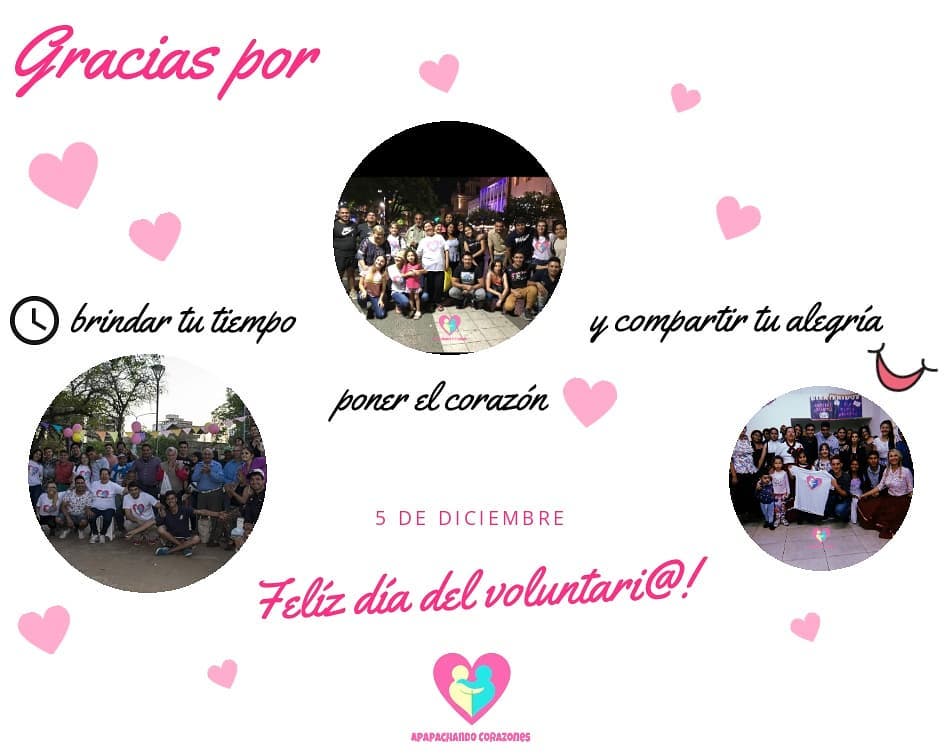 Gracias por
brindar tu tiempo
poner el corazón
y compartir tu alegría
5 DE DICIEMBRE
Felíz día del voluntari@!
APAPACHANDO CORAZONES